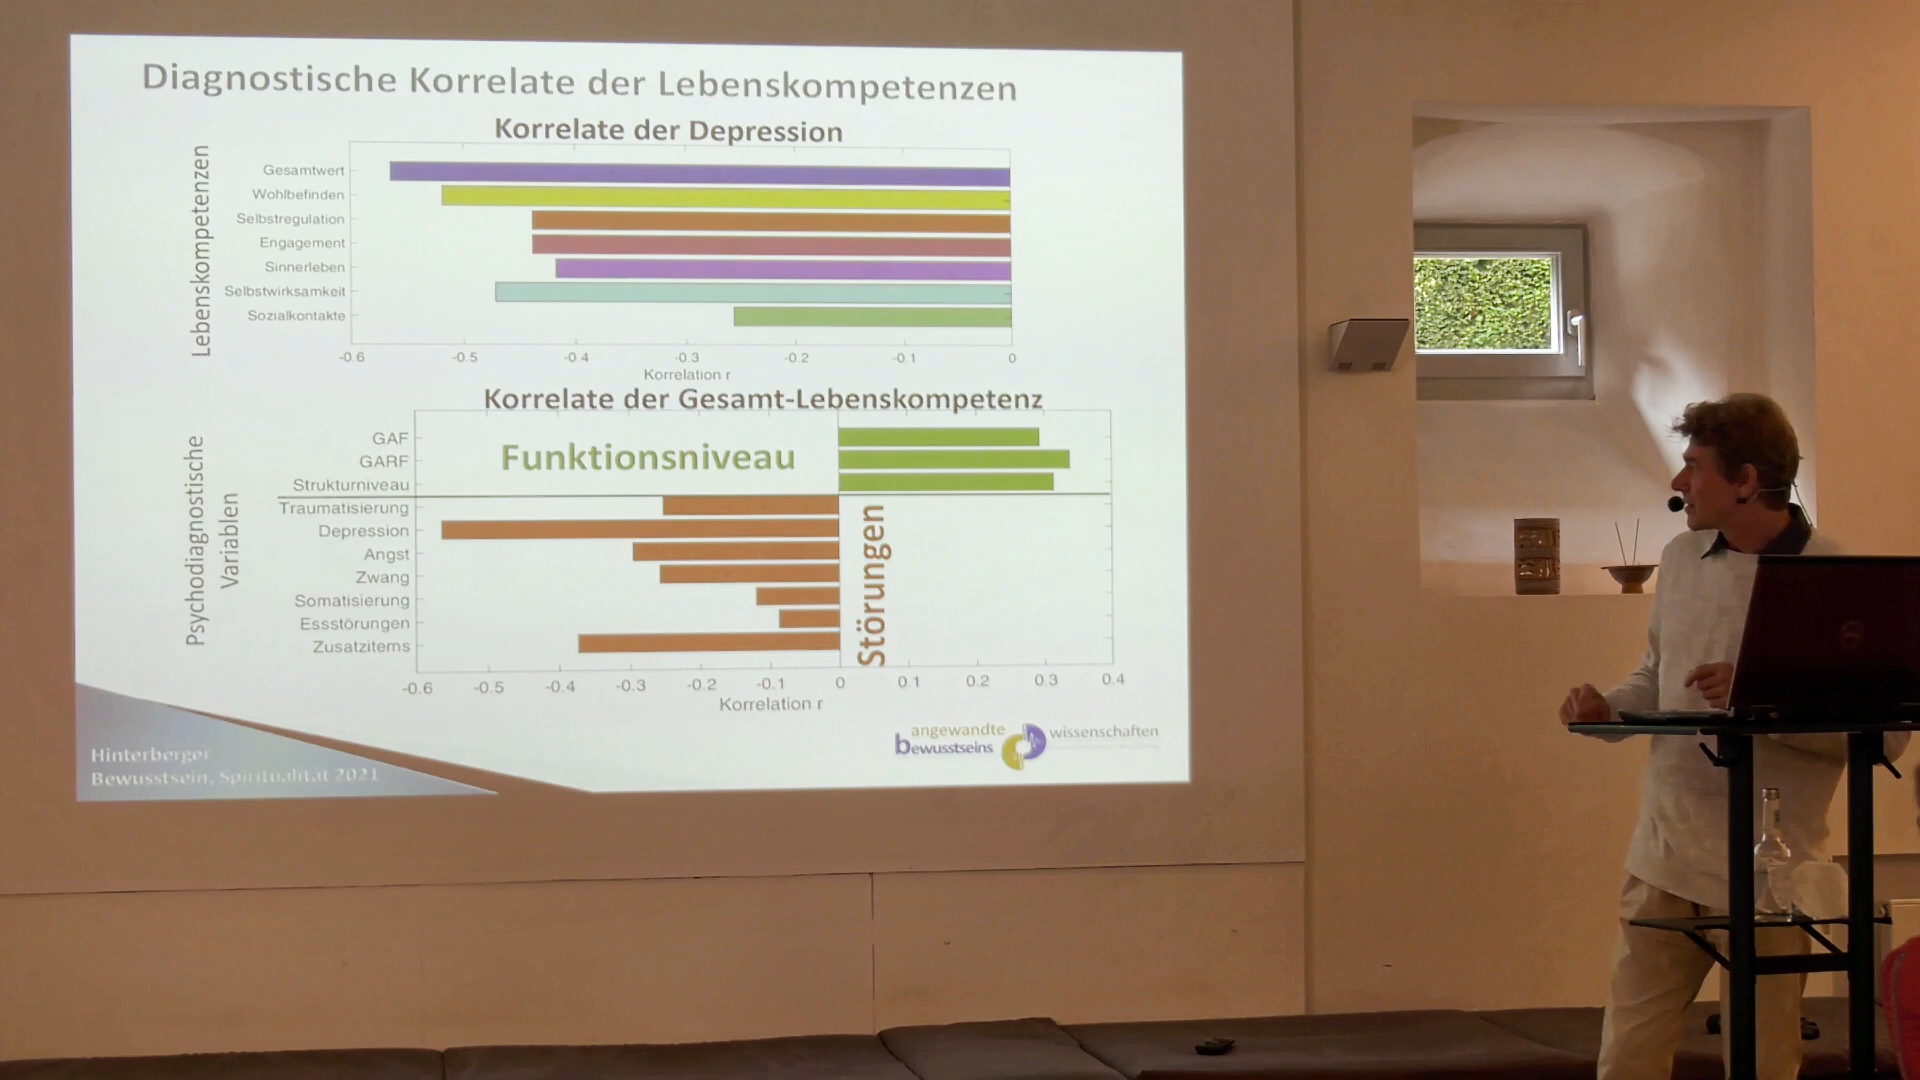 Diagnostische Korrelate der Lebenskompetenzen
Korrelate der Depression
Lebenskompetenzen
Gesamtwert
Wohlbefinden
Selbstregulation
Engagement
Sinnerleben
Selbstwirksamkeit
Sozialkontakte
-0.6 -0.5 -0.4 -0.3 -0.2 -0.1 0
Korrelation r
Korrelate der Gesamt-Lebenskompetenz
Psychodiagnostische
Variablen
GAF
GARF
Strukturniveau
Funktionsniveau
Traumatisierung
Depression
Angst
Zwang
Somatisierung
Essstörungen
Zusatzitems
Störungen
-0.6 -0.5 -0.4 -0.3 -0.2 -0.1 0 0.1 0.2 0.3 0.4
Korrelation r
angewandte
bewusstseins wissenschaften
Hinterberger
Bewusstsein, Spiritualität 2021